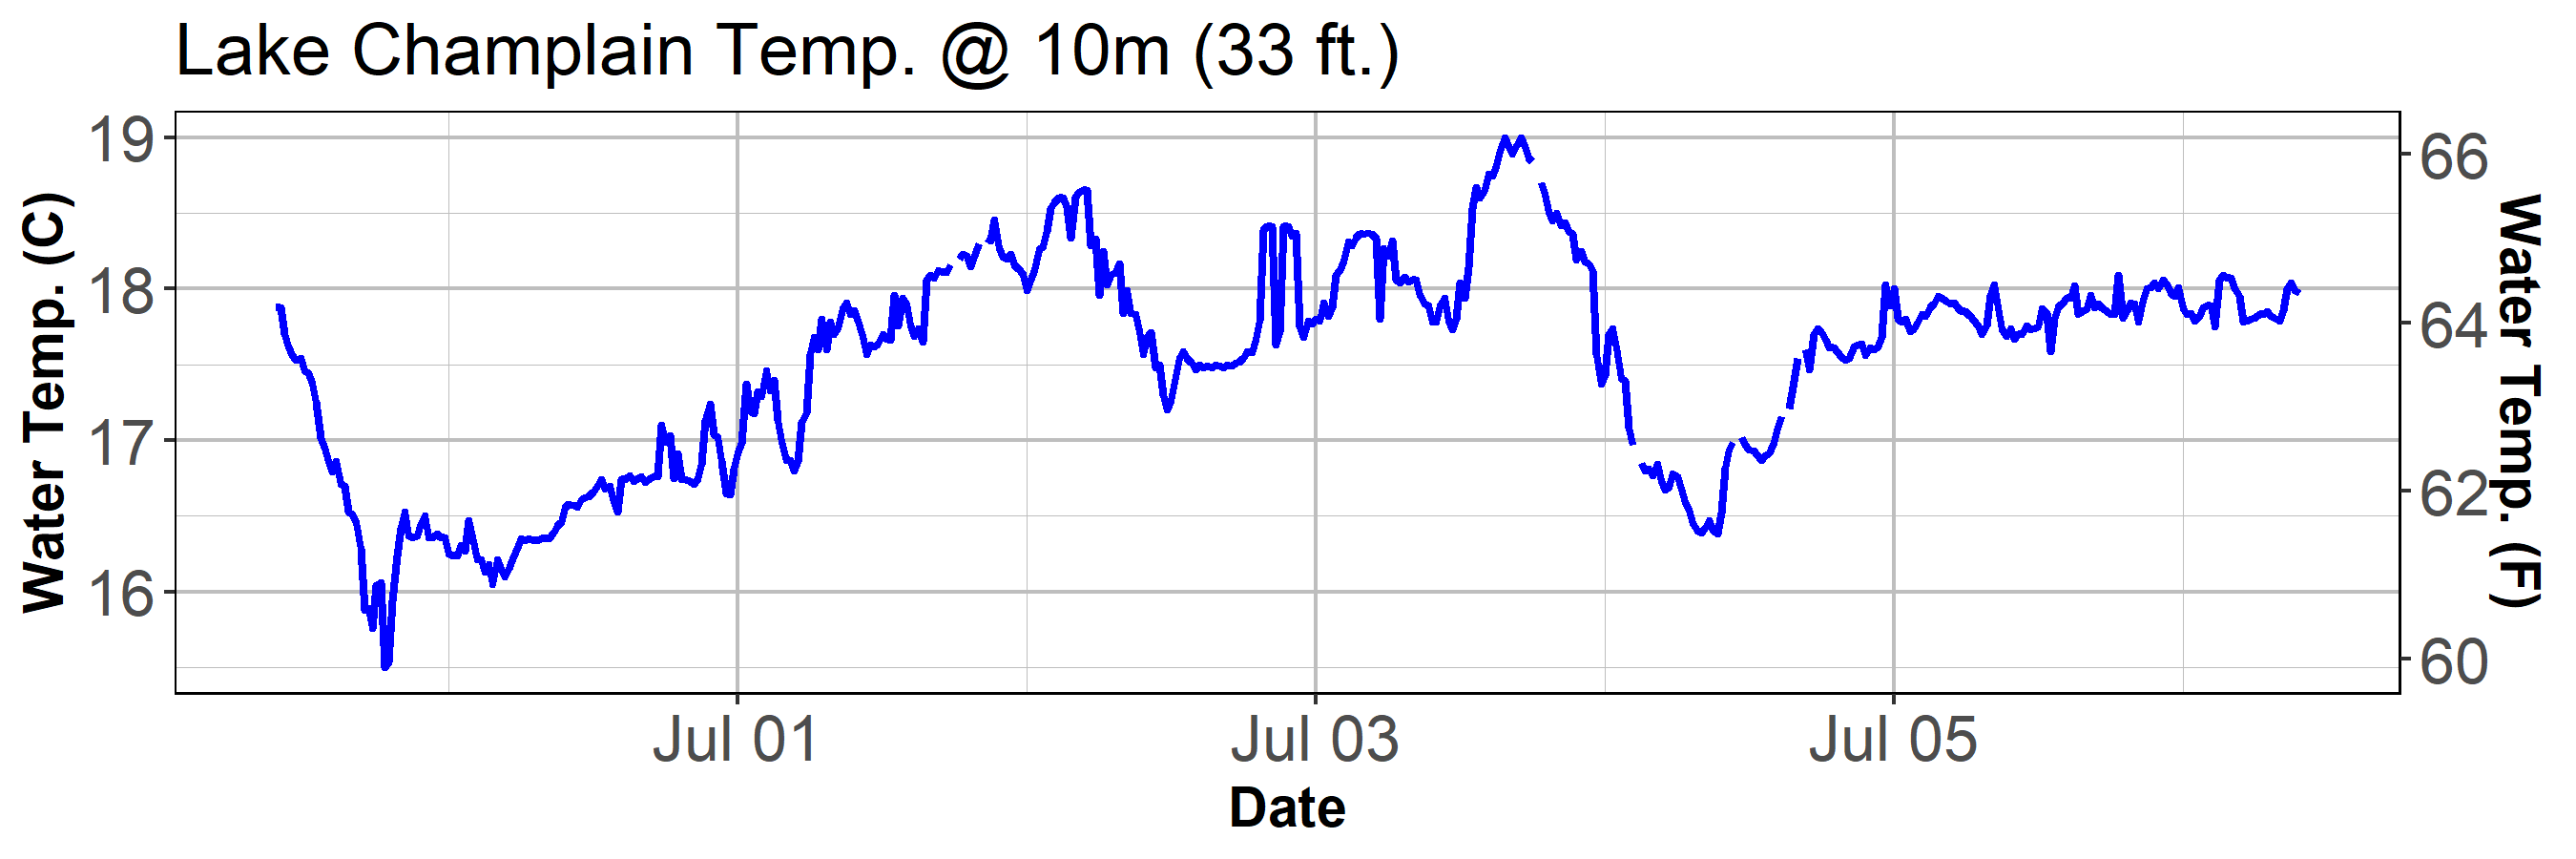 Lake Champlain Temp. @ 10m (33 ft.)
19
18
17
16
Water Temp. (C)
66
64
62
60
Water Temp. (F)
Jul 01
Jul 03
Jul 05
Date